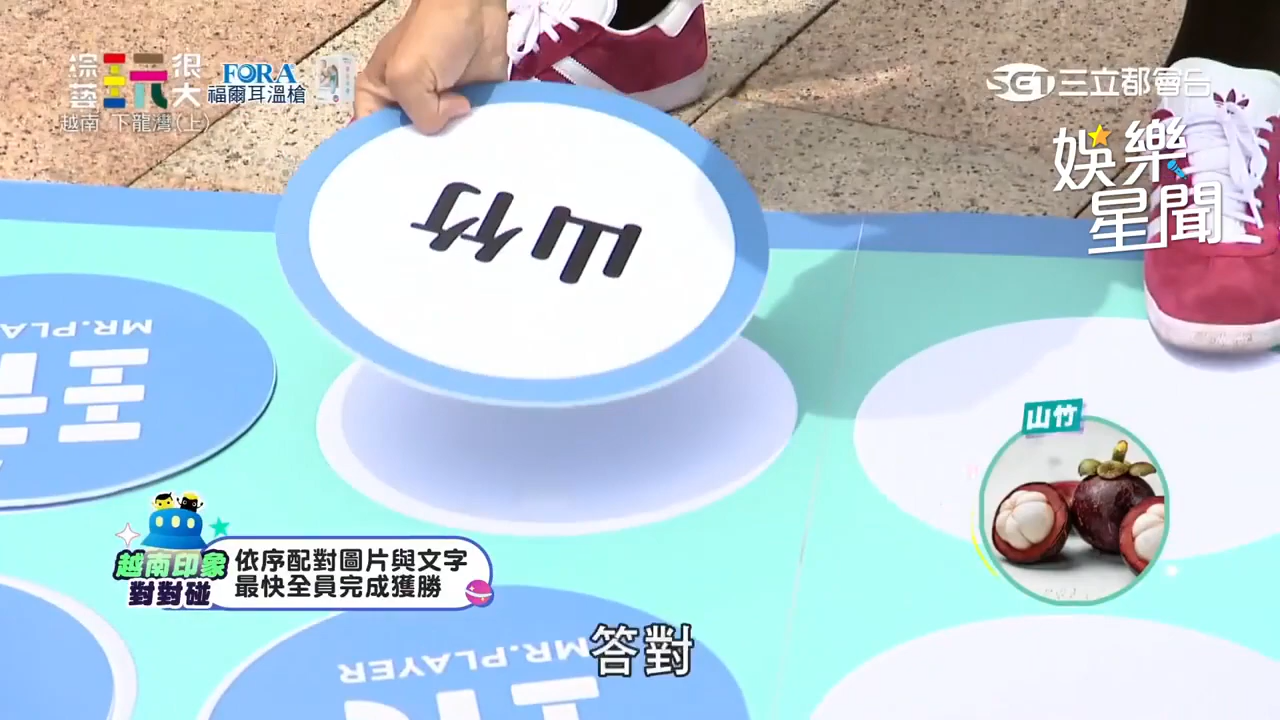 綜藝玩很大
FORA
福爾耳溫槍
越南 下龍灣(上)
SGT 三立都會台
娛樂
星聞
山竹
MR.PLAYER
玩
山竹
越南印象
對對碰
依序配對圖片與文字
最快全員完成獲勝
MR.PLAYER
玩
答對